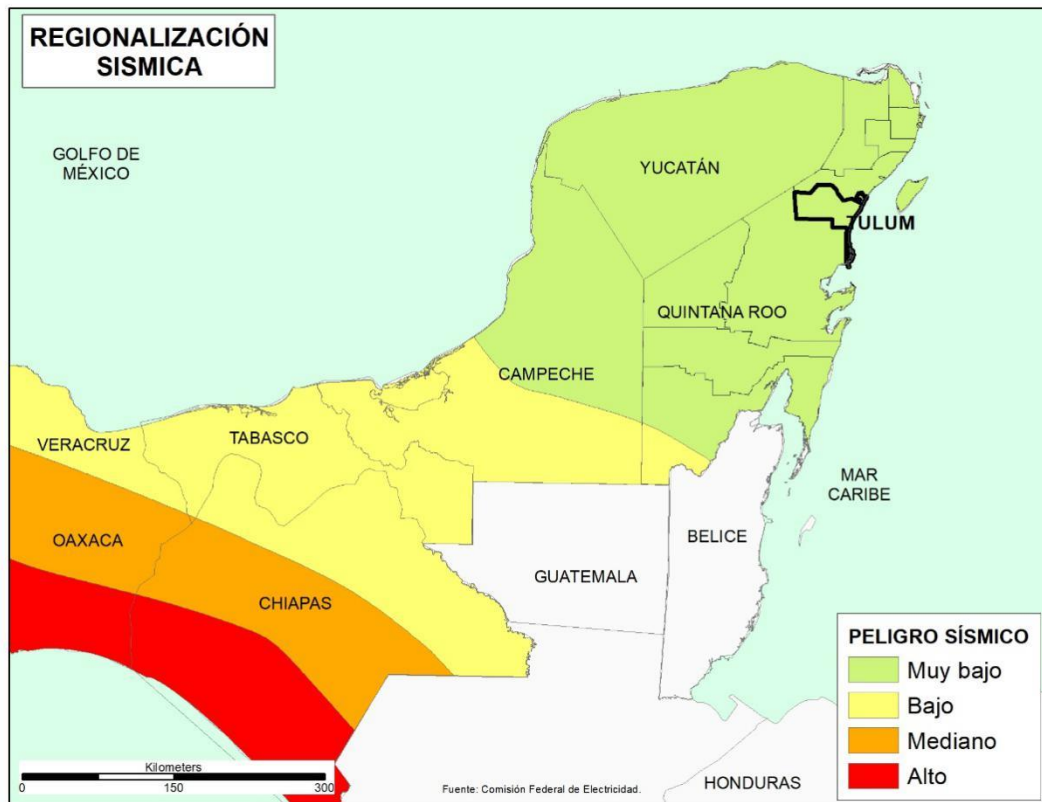 REGIONALIZACIÓN
SISMICA
GOLFO DE
MÉXICO
YUCATÁN
TULUM
QUINTANA ROO
CAMPECHE
VERACRUZ
TABASCO
MAR
CARIBE
OAXACA
BELICE
GUATEMALA
CHIAPAS
PELIGRO SÍSMICO
Muy bajo
Bajo
Mediano
Alto
Kilometers
0 150 300
Fuente: Comisión Federal de Electricidad.
HONDURAS